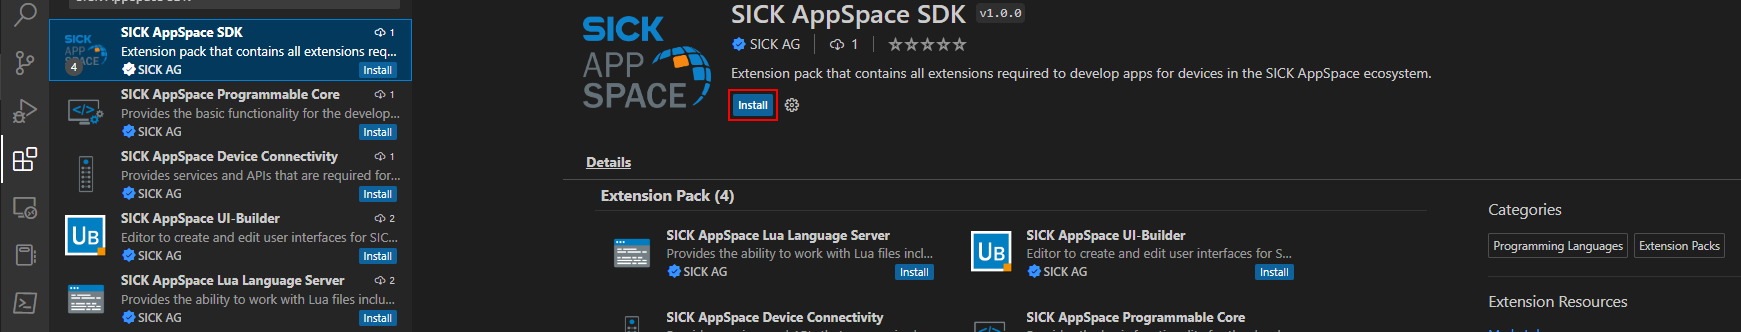 SICK AppSpace SDK
1
Extension pack that contains all extensions req...
4
SICK AG
Install
SICK AppSpace Programmable Core
1
Provides the basic functionality for the develop...
SICK AG
Install
SICK AppSpace Device Connectivity
1
Provides services and APIs that are required for...
SICK AG
Install
SICK AppSpace UI-Builder
2
UB
Editor to create and edit user interfaces for SIC...
SICK AG
Install
SICK AppSpace Lua Language Server
2
Provides the ability to work with Lua files inclu...
SICK AG
Install
SICK
APP
SPACE
SICK AppSpace SDK v1.0.0
SICK AG 1
Extension pack that contains all extensions required to develop apps for devices in the SICK AppSpace ecosystem.
Install
Details
Extension Pack (4)
SICK AppSpace Lua Language Server
Provides the ability to work with Lua files incl...
SICK AG
Install
UB
SICK AppSpace UI-Builder
Editor to create and edit user interfaces for S...
SICK AG
Install
SICK AppSpace Device Connectivity
SICK AppSpace Programmable Core
Categories
Programming Languages
Extension Packs
Extension Resources